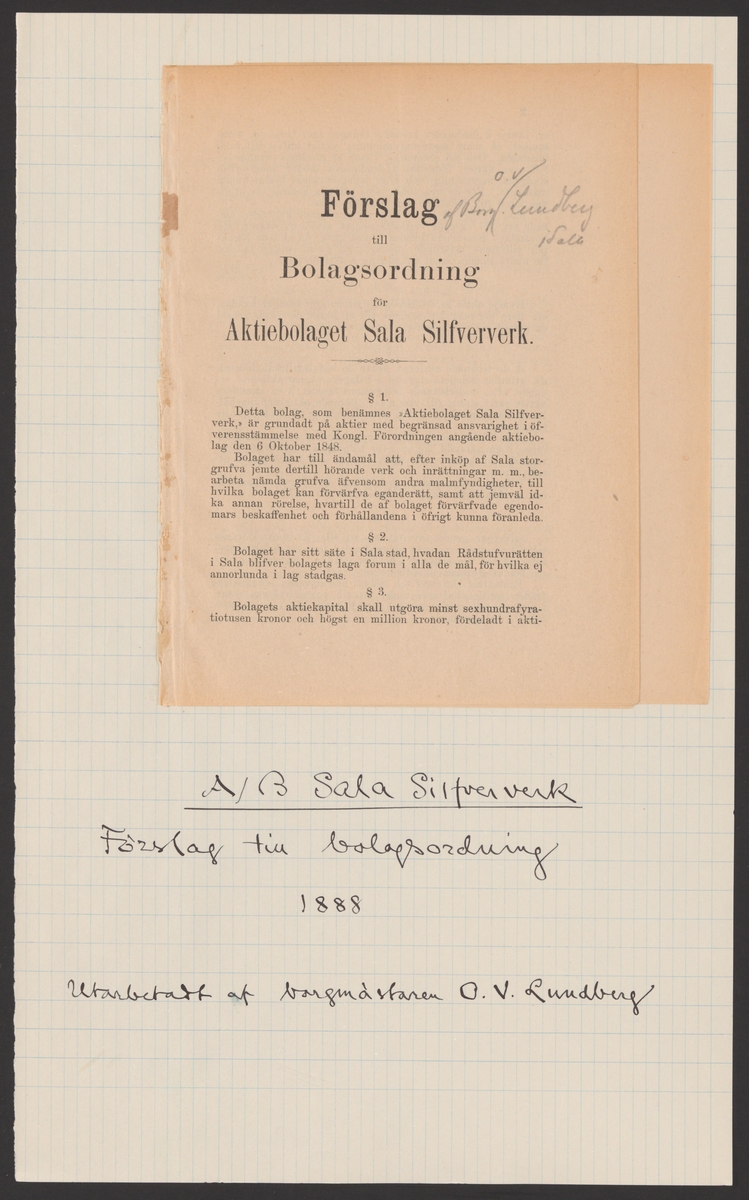 Förslag af Borgm. O. V. Lundberg
i Sala
till
Bolagsordning
för
Aktiebolaget Sala Silfververk.
§ 1.
Detta bolag, som benämnes »Aktiebolaget Sala Silfver-
verk,» är grundadt på aktier med begränsad ansvarighet i öf-
verensstämmelse med Kongl. Förordningen angående aktiebo-
lag den 6 Oktober 1848.
Bolaget har till ändamål att, efter inköp af Sala stor-
grufva jemte dertill hörande verk och inrättningar m. m., be-
arbeta nämda grufva äfvensom andra malmfyndigheter, till
hvilka bolaget kan förvärfva eganderätt, samt att jemväl id-
ka annan rörelse, hvartill de af bolaget förvärfvade egendo-
mars beskaffenhet och förhållandena i öfrigt kunna föranleda.
§ 2.
Bolaget har sitt säte i Sala stad, hvadan Rådstufvurätten
i Sala blifver bolagets laga forum i alla de mål, för hvilka ej
annorlunda i lag stadgas.
§ 3.
Bolagets aktiekapital skall utgöra minst sexhundrafyra-
tiotusen kronor och högst en million kronor, fördeladt i akti-
A/B Sala Silfververk
Förslag till bolagsordning
1888
Utarbetadt af borgmästaren O. V. Lundberg